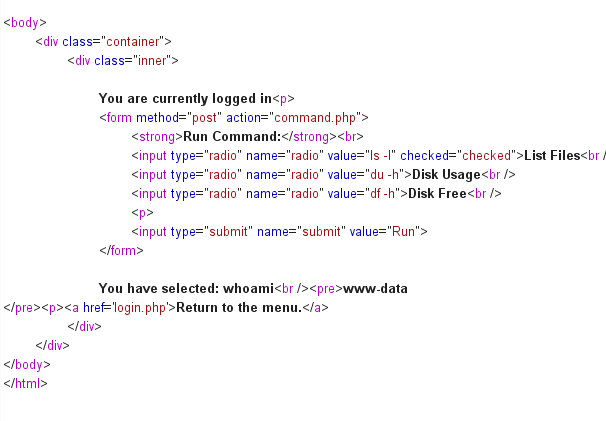 <body>
<div class="container">
<div class="inner">
You are currently logged in<p>
<form method="post" action="command.php">
<strong>Run Command:</strong><br>
<input type="radio" name="radio" value="ls -l" checked="checked">List Files<br /
<input type="radio" name="radio" value="du -h">Disk Usage<br />
<input type="radio" name="radio" value="df -h">Disk Free<br />
<p>
<input type="submit" name="submit" value="Run">
</form>
You have selected: whoami<br /><pre>www-data
</pre><p><a href='login.php'>Return to the menu.</a>
</div>
</div>
</body>
</html>